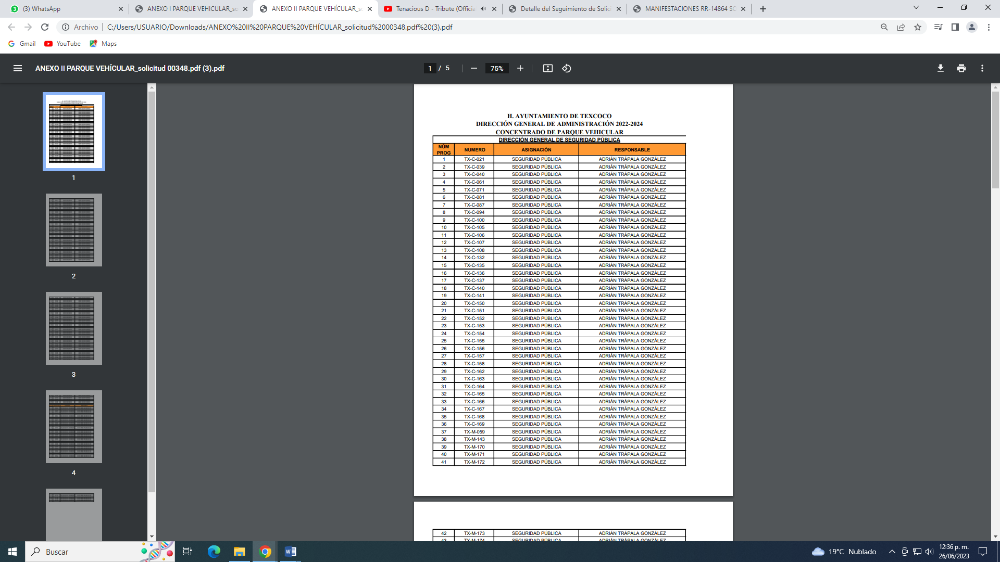 (3) WhatsApp
ANEXO I PARQUE VEHICULAR_so
ANEXO II PARQUE VEHÍCULAR_s
Tenacious D - Tribute (Officia
Detalle del Seguimiento de Solici
MANIFESTACIONES RR-14864 SO
Archivo
C:/Users/USUARIO/Downloads/ANEXO%20II%20PARQUE%20VEHÍCULAR_solicitud%2000348.pdf%20(3).pdf
Gmail
YouTube
Maps
ANEXO II PARQUE VEHÍCULAR_solicitud 00348.pdf (3).pdf
1 / 5
75%
1
2
3
4
H. AYUNTAMIENTO DE TEXCOCO
DIRECCIÓN GENERAL DE ADMINISTRACIÓN 2022-2024
CONCENTRADO DE PARQUE VEHICULAR
DIRECCIÓN GENERAL DE SEGURIDAD PÚBLICA
NÚM PROG NUMERO ASIGNACIÓN RESPONSABLE
1 TX-C-021 SEGURIDAD PÚBLICA ADRIÁN TRÁPALA GONZÁLEZ
2 TX-C-039 SEGURIDAD PÚBLICA ADRIÁN TRÁPALA GONZÁLEZ
3 TX-C-040 SEGURIDAD PÚBLICA ADRIÁN TRÁPALA GONZÁLEZ
4 TX-C-061 SEGURIDAD PÚBLICA ADRIÁN TRÁPALA GONZÁLEZ
5 TX-C-071 SEGURIDAD PÚBLICA ADRIÁN TRÁPALA GONZÁLEZ
6 TX-C-081 SEGURIDAD PÚBLICA ADRIÁN TRÁPALA GONZÁLEZ
7 TX-C-087 SEGURIDAD PÚBLICA ADRIÁN TRÁPALA GONZÁLEZ
8 TX-C-094 SEGURIDAD PÚBLICA ADRIÁN TRÁPALA GONZÁLEZ
9 TX-C-100 SEGURIDAD PÚBLICA ADRIÁN TRÁPALA GONZÁLEZ
10 TX-C-105 SEGURIDAD PÚBLICA ADRIÁN TRÁPALA GONZÁLEZ
11 TX-C-106 SEGURIDAD PÚBLICA ADRIÁN TRÁPALA GONZÁLEZ
12 TX-C-107 SEGURIDAD PÚBLICA ADRIÁN TRÁPALA GONZÁLEZ
13 TX-C-108 SEGURIDAD PÚBLICA ADRIÁN TRÁPALA GONZÁLEZ
14 TX-C-132 SEGURIDAD PÚBLICA ADRIÁN TRÁPALA GONZÁLEZ
15 TX-C-135 SEGURIDAD PÚBLICA ADRIÁN TRÁPALA GONZÁLEZ
16 TX-C-136 SEGURIDAD PÚBLICA ADRIÁN TRÁPALA GONZÁLEZ
17 TX-C-137 SEGURIDAD PÚBLICA ADRIÁN TRÁPALA GONZÁLEZ
18 TX-C-140 SEGURIDAD PÚBLICA ADRIÁN TRÁPALA GONZÁLEZ
19 TX-C-141 SEGURIDAD PÚBLICA ADRIÁN TRÁPALA GONZÁLEZ
20 TX-C-150 SEGURIDAD PÚBLICA ADRIÁN TRÁPALA GONZÁLEZ
21 TX-C-151 SEGURIDAD PÚBLICA ADRIÁN TRÁPALA GONZÁLEZ
22 TX-C-152 SEGURIDAD PÚBLICA ADRIÁN TRÁPALA GONZÁLEZ
23 TX-C-153 SEGURIDAD PÚBLICA ADRIÁN TRÁPALA GONZÁLEZ
24 TX-C-154 SEGURIDAD PÚBLICA ADRIÁN TRÁPALA GONZÁLEZ
25 TX-C-155 SEGURIDAD PÚBLICA ADRIÁN TRÁPALA GONZÁLEZ
26 TX-C-156 SEGURIDAD PÚBLICA ADRIÁN TRÁPALA GONZÁLEZ
27 TX-C-157 SEGURIDAD PÚBLICA ADRIÁN TRÁPALA GONZÁLEZ
28 TX-C-158 SEGURIDAD PÚBLICA ADRIÁN TRÁPALA GONZÁLEZ
29 TX-C-162 SEGURIDAD PÚBLICA ADRIÁN TRÁPALA GONZÁLEZ
30 TX-C-163 SEGURIDAD PÚBLICA ADRIÁN TRÁPALA GONZÁLEZ
31 TX-C-164 SEGURIDAD PÚBLICA ADRIÁN TRÁPALA GONZÁLEZ
32 TX-C-165 SEGURIDAD PÚBLICA ADRIÁN TRÁPALA GONZÁLEZ
33 TX-C-166 SEGURIDAD PÚBLICA ADRIÁN TRÁPALA GONZÁLEZ
34 TX-C-167 SEGURIDAD PÚBLICA ADRIÁN TRÁPALA GONZÁLEZ
35 TX-C-168 SEGURIDAD PÚBLICA ADRIÁN TRÁPALA GONZÁLEZ
36 TX-C-169 SEGURIDAD PÚBLICA ADRIÁN TRÁPALA GONZÁLEZ
37 TX-M-059 SEGURIDAD PÚBLICA ADRIÁN TRÁPALA GONZÁLEZ
38 TX-M-143 SEGURIDAD PÚBLICA ADRIÁN TRÁPALA GONZÁLEZ
39 TX-M-170 SEGURIDAD PÚBLICA ADRIÁN TRÁPALA GONZÁLEZ
40 TX-M-171 SEGURIDAD PÚBLICA ADRIÁN TRÁPALA GONZÁLEZ
41 TX-M-172 SEGURIDAD PÚBLICA ADRIÁN TRÁPALA GONZÁLEZ
42 TX-M-173 SEGURIDAD PÚBLICA ADRIÁN TRÁPALA GONZÁLEZ
43 TX-M-174 SEGURIDAD PÚBLICA ADRIÁN TRÁPALA GONZÁLEZ
Buscar
19°C Nublado
12:36 p. m.
26/06/2023